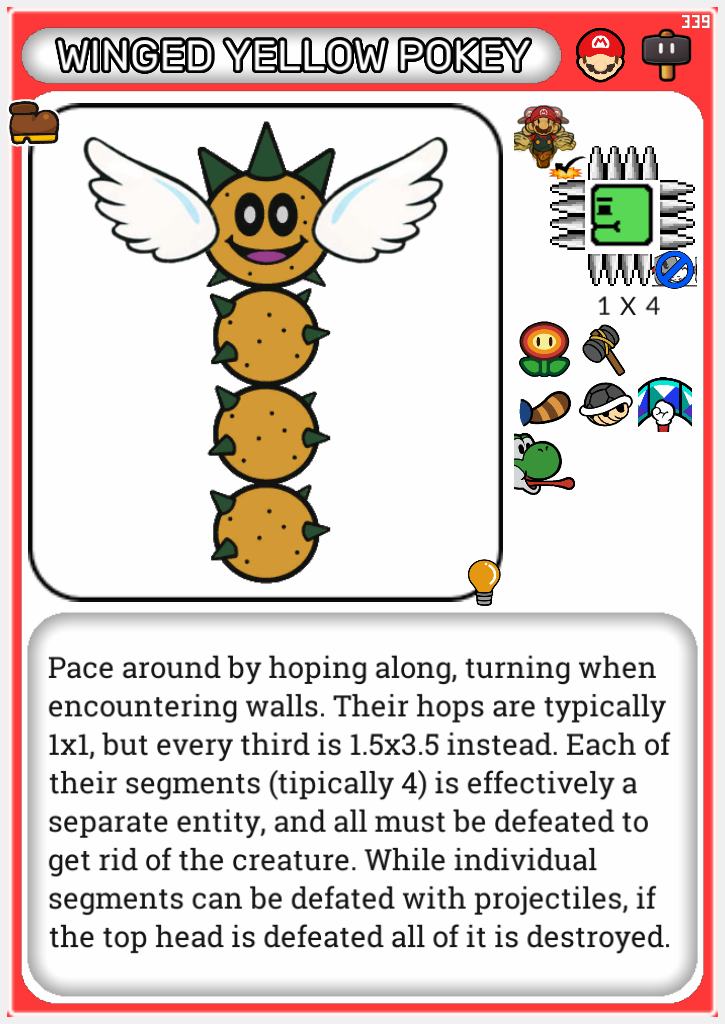 339
WINGED YELLOW POKEY
1 X 4
Pace around by hoping along, turning when
encountering walls. Their hops are typically
1x1, but every third is 1.5x3.5 instead. Each of
their segments (tipically 4) is effectively a
separate entity, and all must be defeated to
get rid of the creature. While individual
segments can be defated with projectiles, if
the top head is defeated all of it is destroyed.